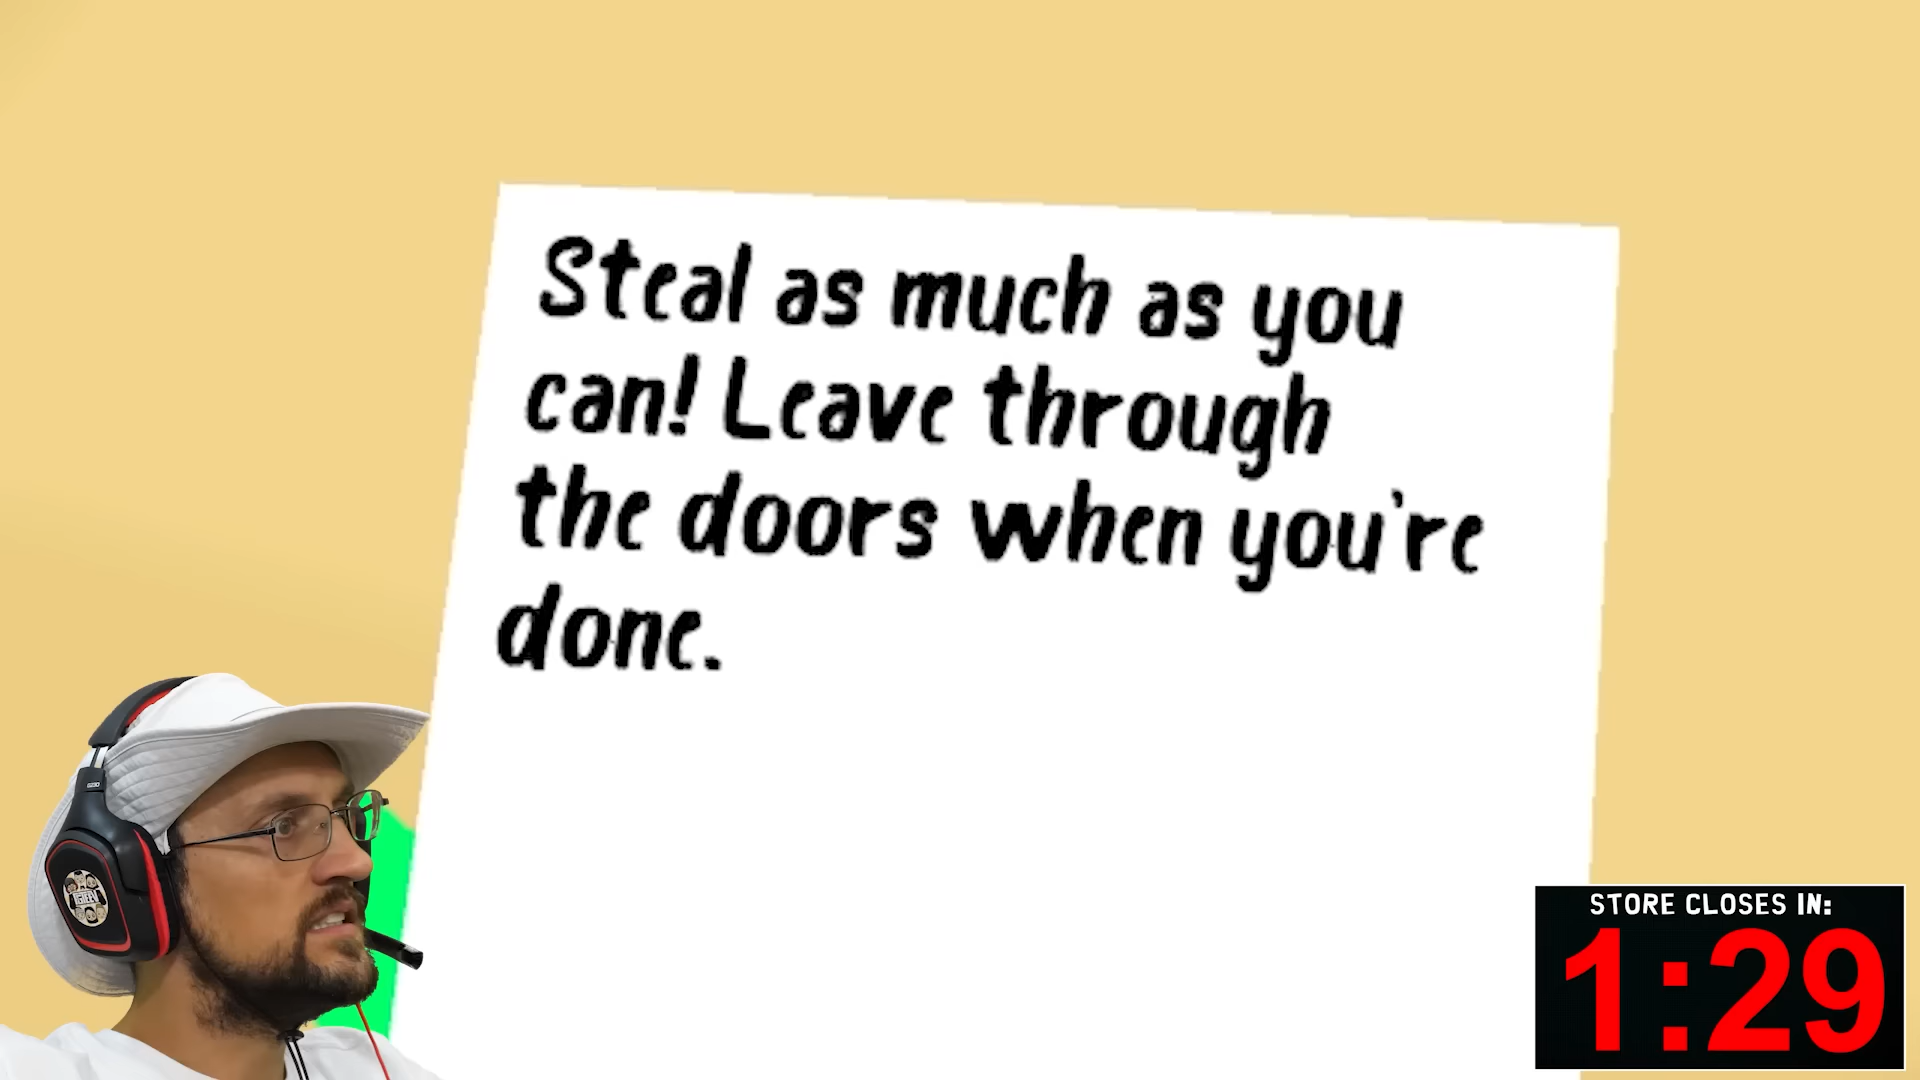 Steal as much as you
can! Leave through
the doors when you're
done.
STORE CLOSES IN:
1:29